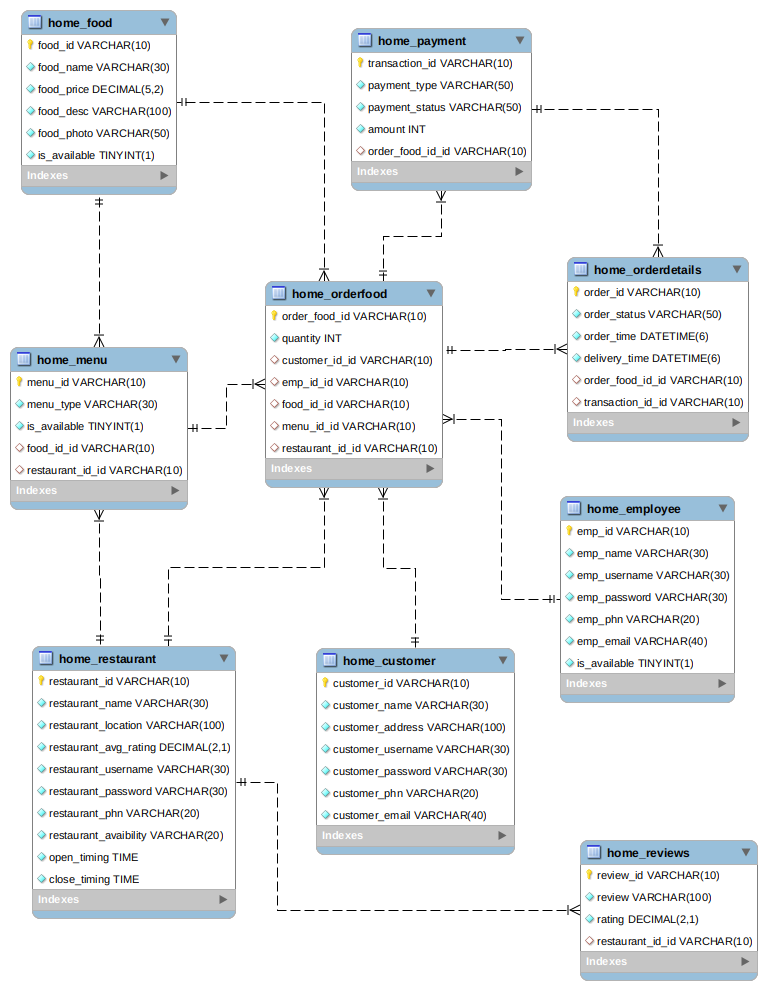 home_food
food_id VARCHAR(10)
food_name VARCHAR(30)
food_price DECIMAL(5,2)
food_desc VARCHAR(100)
food_photo VARCHAR(50)
is_available TINYINT(1)
Indexes
home_payment
transaction_id VARCHAR(10)
payment_type VARCHAR(50)
payment_status VARCHAR(50)
amount INT
order_food_id_id VARCHAR(10)
Indexes
home_orderdetails
order_id VARCHAR(10)
order_status VARCHAR(50)
order_time DATETIME(6)
delivery_time DATETIME(6)
order_food_id_id VARCHAR(10)
transaction_id_id VARCHAR(10)
Indexes
home_orderfood
order_food_id VARCHAR(10)
quantity INT
customer_id_id VARCHAR(10)
emp_id_id VARCHAR(10)
food_id_id VARCHAR(10)
menu_id_id VARCHAR(10)
restaurant_id_id VARCHAR(10)
Indexes
home_menu
menu_id VARCHAR(10)
menu_type VARCHAR(30)
is_available TINYINT(1)
food_id_id VARCHAR(10)
restaurant_id_id VARCHAR(10)
Indexes
home_employee
emp_id VARCHAR(10)
emp_name VARCHAR(30)
emp_username VARCHAR(30)
emp_password VARCHAR(30)
emp_phn VARCHAR(20)
emp_email VARCHAR(40)
is_available TINYINT(1)
Indexes
home_restaurant
restaurant_id VARCHAR(10)
restaurant_name VARCHAR(30)
restaurant_location VARCHAR(100)
restaurant_avg_rating DECIMAL(2,1)
restaurant_username VARCHAR(30)
restaurant_password VARCHAR(30)
restaurant_phn VARCHAR(20)
restaurant_avaibility VARCHAR(20)
open_timing TIME
close_timing TIME
Indexes
home_customer
customer_id VARCHAR(10)
customer_name VARCHAR(30)
customer_address VARCHAR(100)
customer_username VARCHAR(30)
customer_password VARCHAR(30)
customer_phn VARCHAR(20)
customer_email VARCHAR(40)
Indexes
home_reviews
review_id VARCHAR(10)
review VARCHAR(100)
rating DECIMAL(2,1)
restaurant_id_id VARCHAR(10)
Indexes